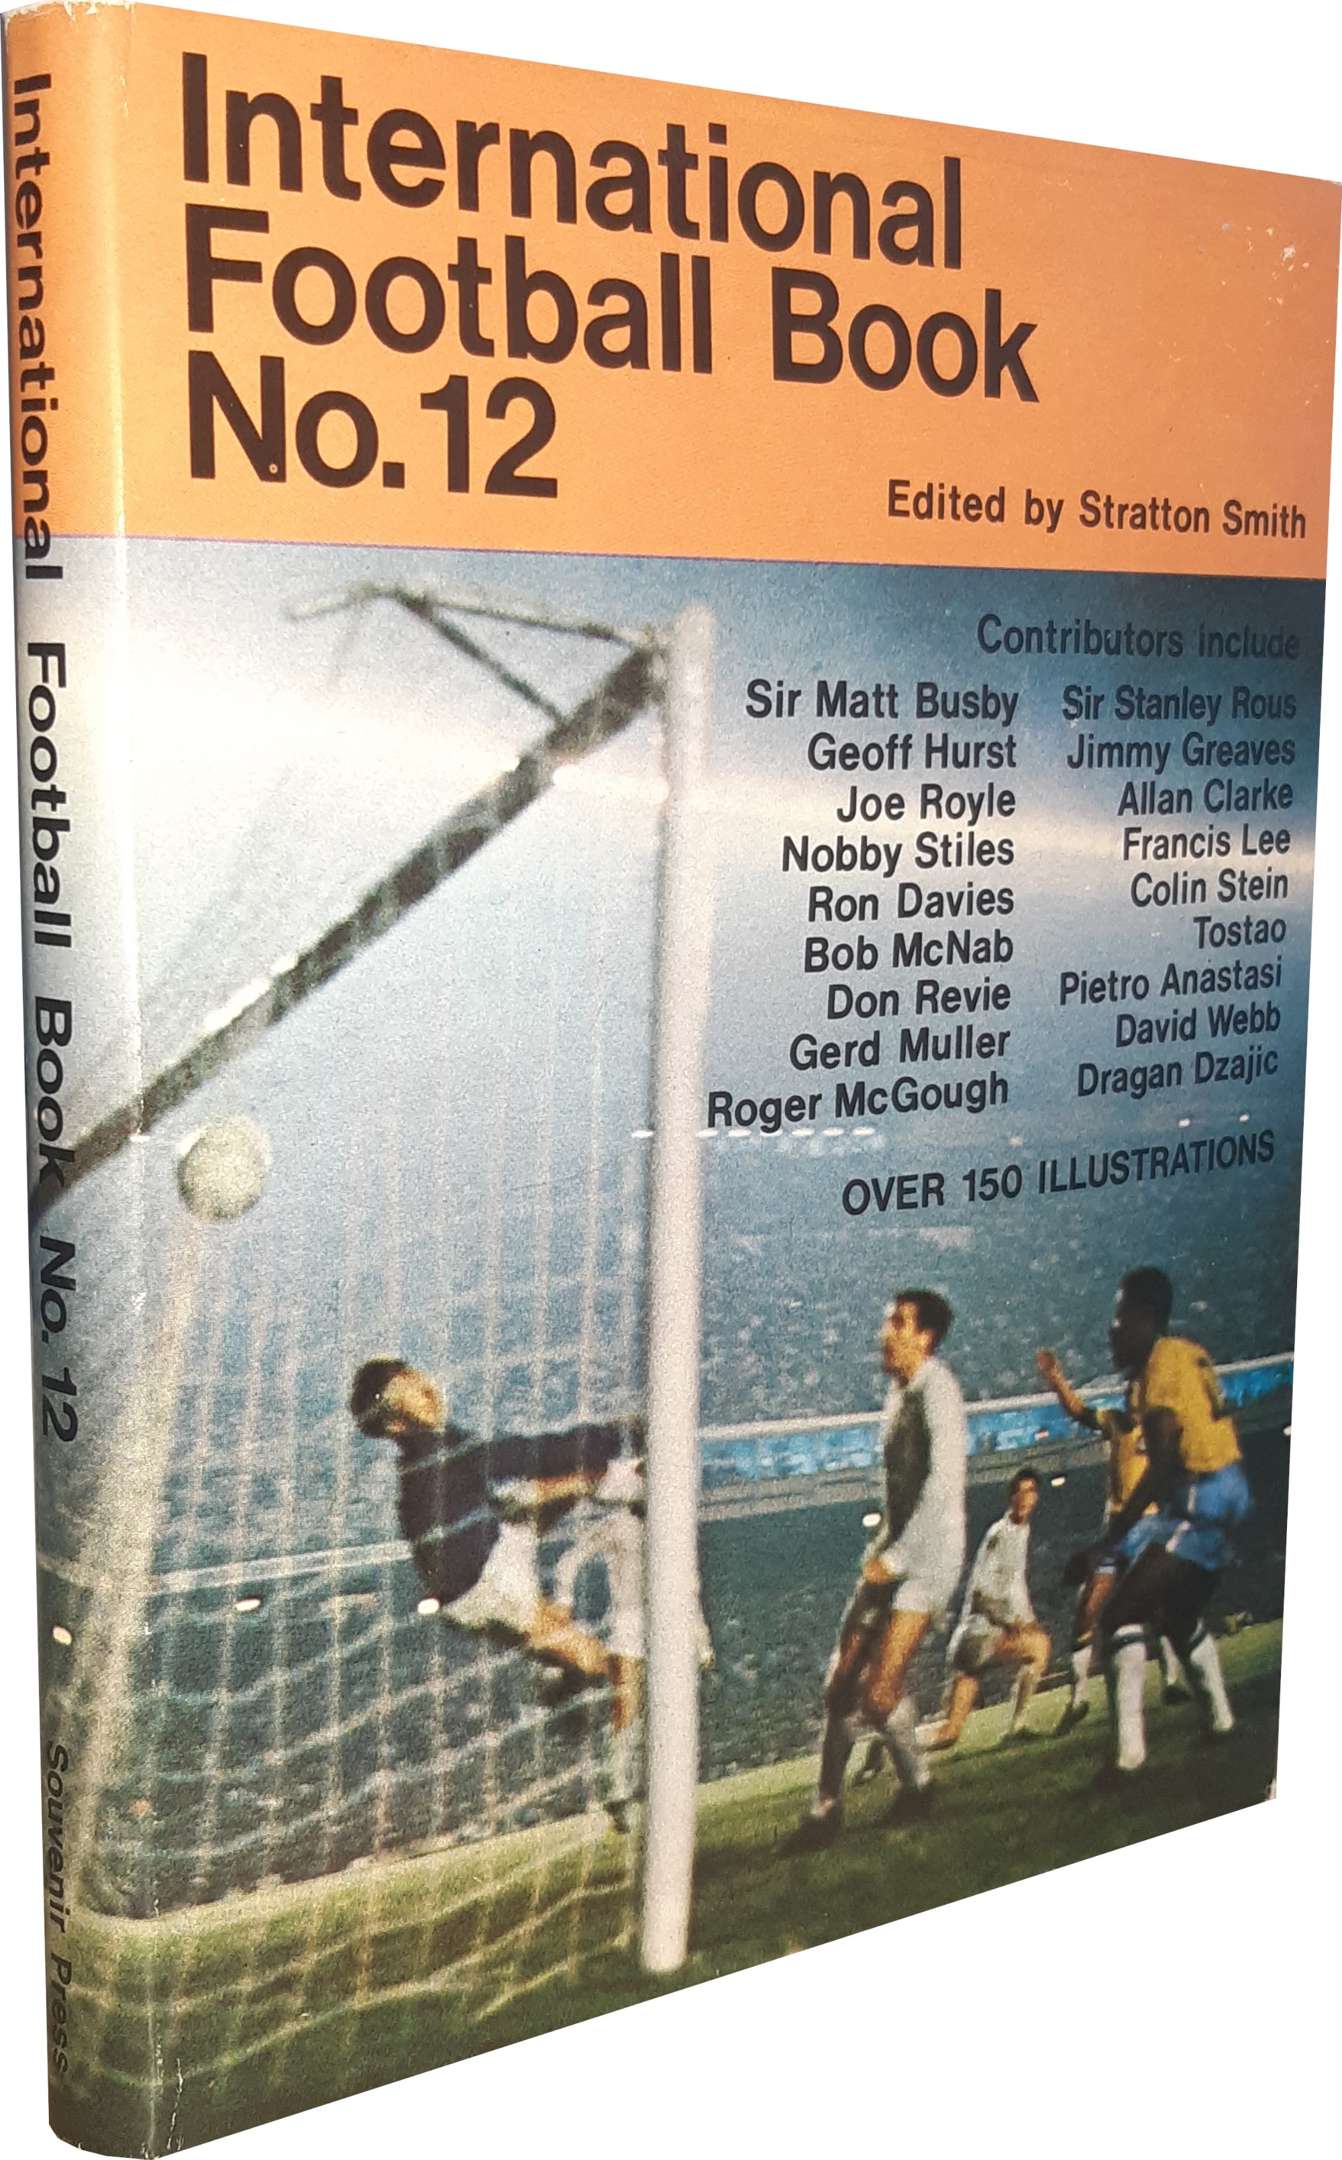 International
Football Book
No.12
Edited by Stratton Smith
Contributors include
Sir Matt Busby
Geoff Hurst
Joe Royle
Nobby Stiles
Ron Davies
Bob McNab
Don Revie
Gerd Muller
Roger McGough
Sir Stanley Rous
Jimmy Greaves
Allan Clarke
Francis Lee
Colin Stein
Tostao
Pietro Anastasi
David Webb
Dragan Dzajic
OVER 150 ILLUSTRATIONS
International Football Book No. 12 Souvenir Press